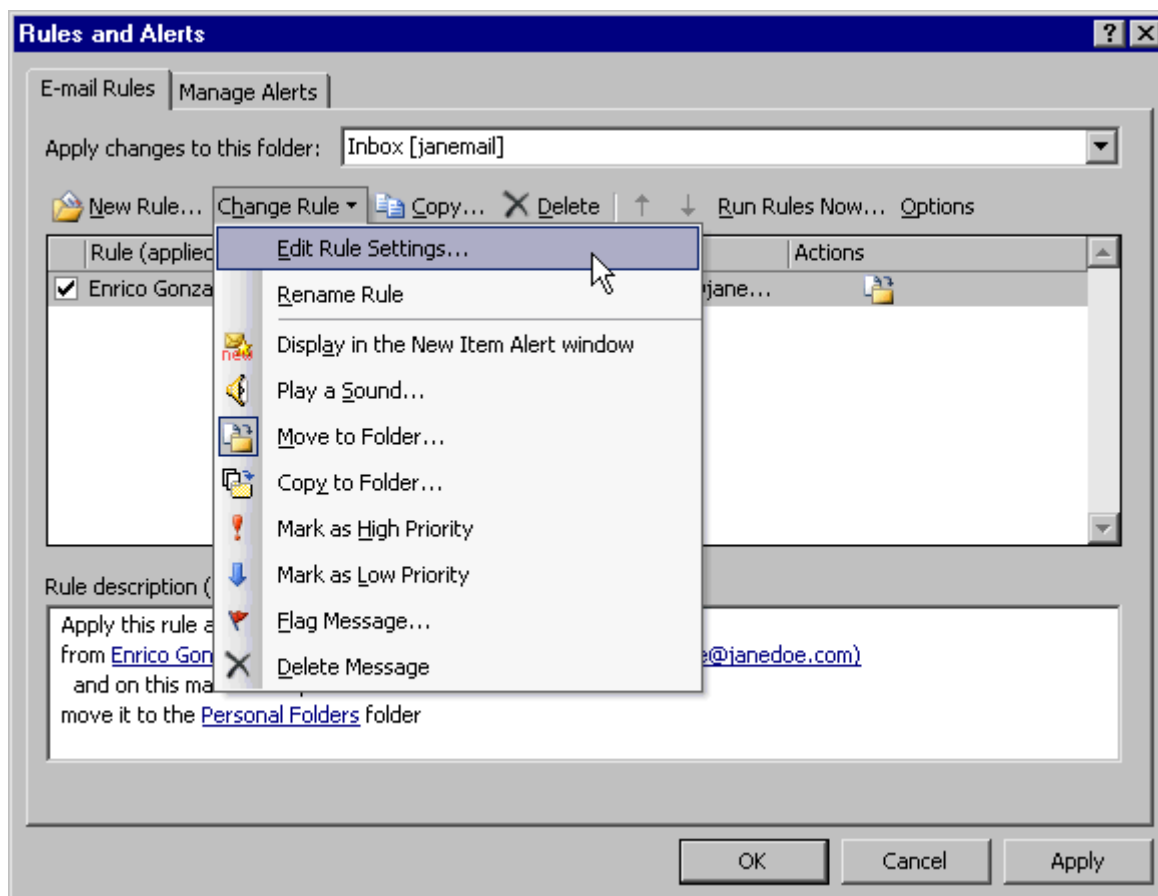 Rules and Alerts
E-mail Rules Manage Alerts
Apply changes to this folder: Inbox [janemail]
New Rule... Change Rule Copy... Delete Run Rules Now... Options
Rule (applied Actions
Edit Rule Settings...
Enrico Gonza jane...
Rename Rule
Display in the New Item Alert window
new
Play a Sound...
Move to Folder...
Copy to Folder...
Mark as High Priority
Mark as Low Priority
Rule description (
Flag Message...
Apply this rule a
from Enrico Gon e@janedoe.com)
Delete Message
and on this ma
move it to the Personal Folders folder
OK Cancel Apply